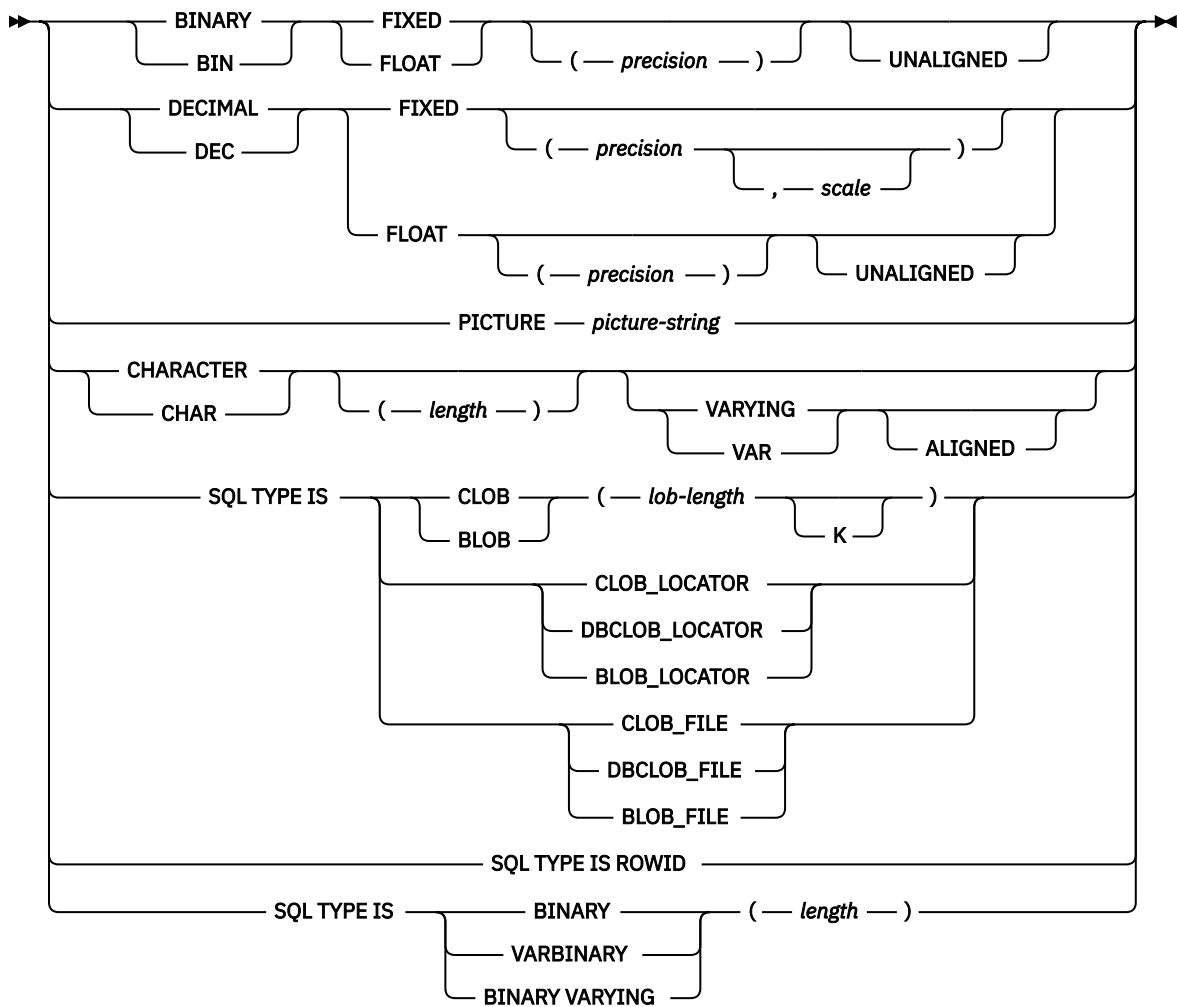 BINARY FIXED
BIN FLOAT ( precision ) UNALIGNED
DECIMAL FIXED
DEC ( precision )
, scale
FLOAT
( precision ) UNALIGNED
PICTURE picture-string
CHARACTER
CHAR ( length ) VARYING
VAR ALIGNED
SQL TYPE IS CLOB ( lob-length )
BLOB K
CLOB_LOCATOR
DBCLOB_LOCATOR
BLOB_LOCATOR
CLOB_FILE
DBCLOB_FILE
BLOB_FILE
SQL TYPE IS ROWID
SQL TYPE IS BINARY ( length )
VARBINARY
BINARY VARYING